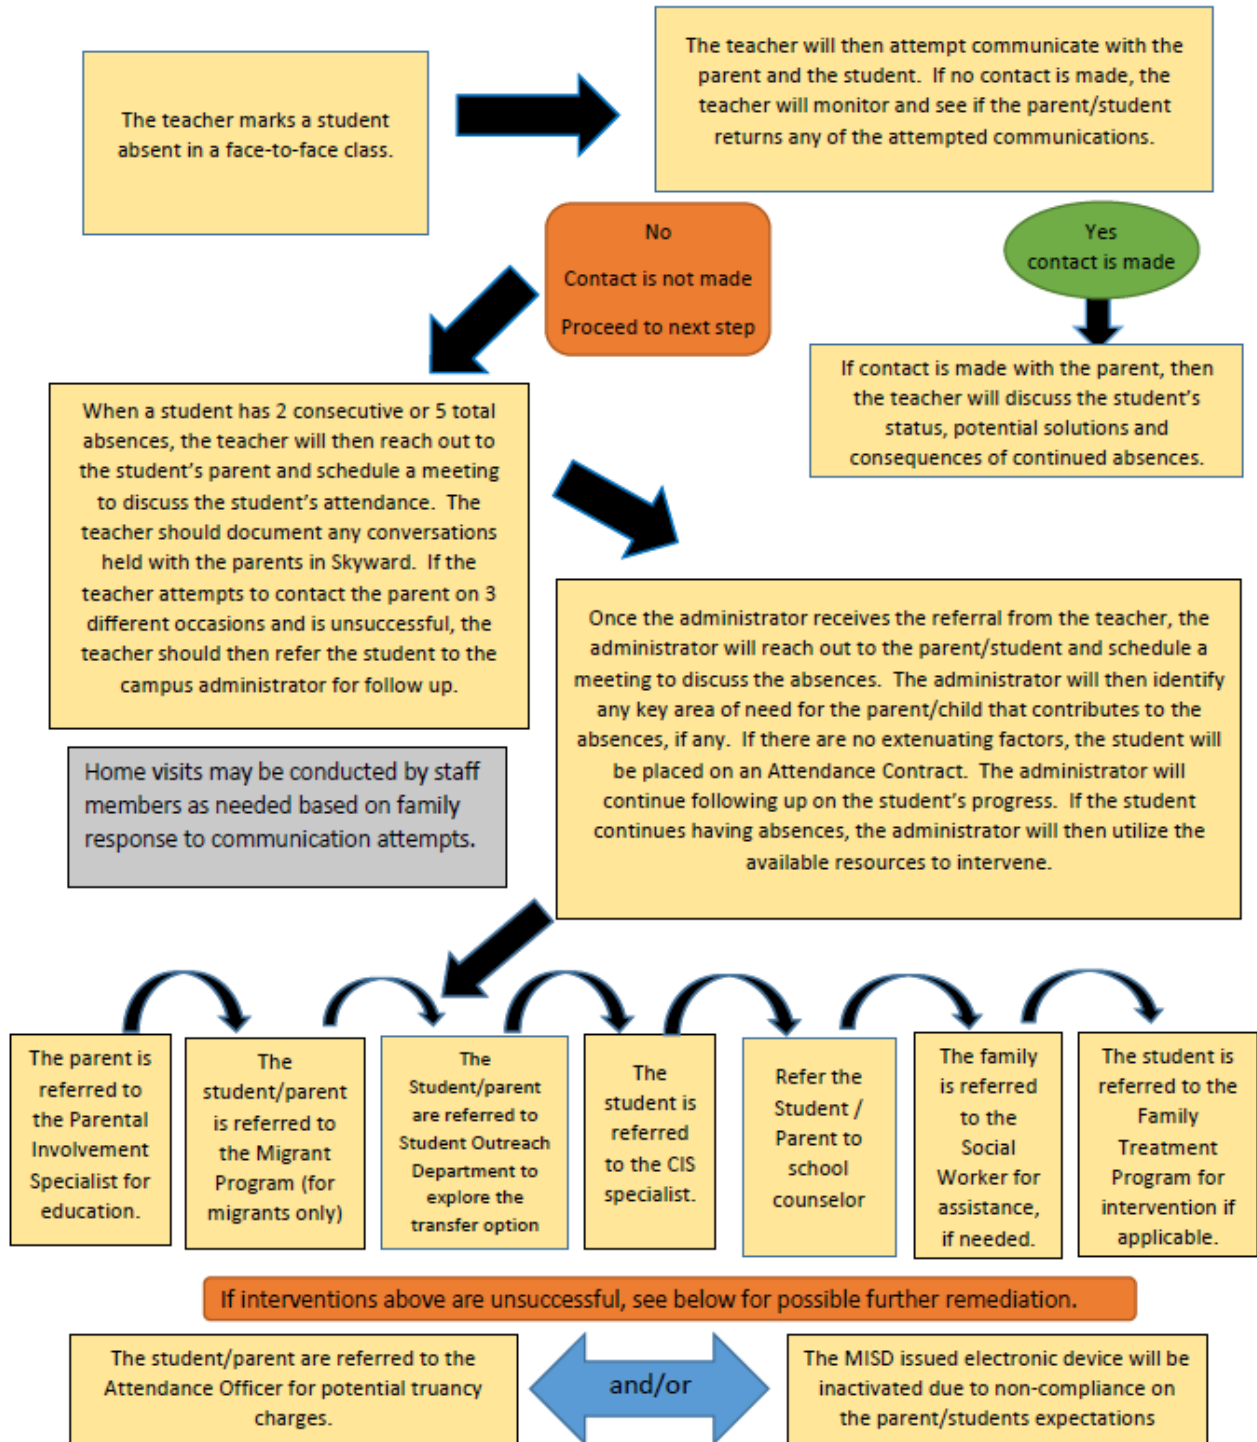 The teacher marks a student
absent in a face-to-face class.
The teacher will then attempt communicate with the
parent and the student. If no contact is made, the
teacher will monitor and see if the parent/student
returns any of the attempted communications.
No
Contact is not made
Proceed to next step
Yes
contact is made
If contact is made with the parent, then
the teacher will discuss the student's
status, potential solutions and
consequences of continued absences.
When a student has 2 consecutive or 5 total
absences, the teacher will then reach out to
the student's parent and schedule a meeting
to discuss the student's attendance. The
teacher should document any conversations
held with the parents in Skyward. If the
teacher attempts to contact the parent on 3
different occasions and is unsuccessful, the
teacher should then refer the student to the
campus administrator for follow up.
Once the administrator receives the referral from the teacher, the
administrator will reach out to the parent/student and schedule a
meeting to discuss the absences. The administrator will then identify
any key area of need for the parent/child that contributes to the
absences, if any. If there are no extenuating factors, the student will
be placed on an Attendance Contract. The administrator will
continue following up on the student's progress. If the student
continues having absences, the administrator will then utilize the
available resources to intervene.
Home visits may be conducted by staff
members as needed based on family
response to communication attempts.
The parent is
referred to
the Parental
Involvement
Specialist for
education.
The
student/parent
is referred to
the Migrant
Program (for
migrants only)
The
Student/parent
are referred to
Student Outreach
Department to
explore the
transfer option
The
student is
referred
to the CIS
specialist.
Refer the
Student /
Parent to
school
counselor
The family
is referred
to the
Social
Worker for
assistance,
if needed.
The student is
referred to the
Family
Treatment
Program for
intervention if
applicable.
If interventions above are unsuccessful, see below for possible further remediation.
The student/parent are referred to the
Attendance Officer for potential truancy
charges.
and/or
The MISD issued electronic device will be
inactivated due to non-compliance on
the parent/students expectations